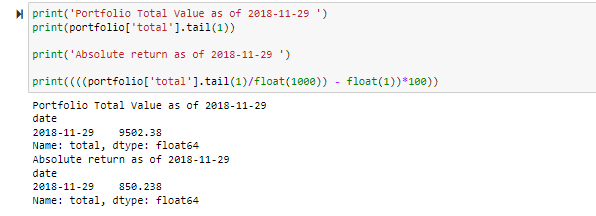 print('Portfolio Total Value as of 2018-11-29 ')
print(portfolio['total'].tail(1))
print('Absolute return as of 2018-11-29 ')
print((((portfolio['total'].tail(1)/float(1000)) - float(1))*100))
Portfolio Total Value as of 2018-11-29
date
2018-11-29    9502.38
Name: total, dtype: float64
Absolute return as of 2018-11-29
date
2018-11-29    850.238
Name: total, dtype: float64